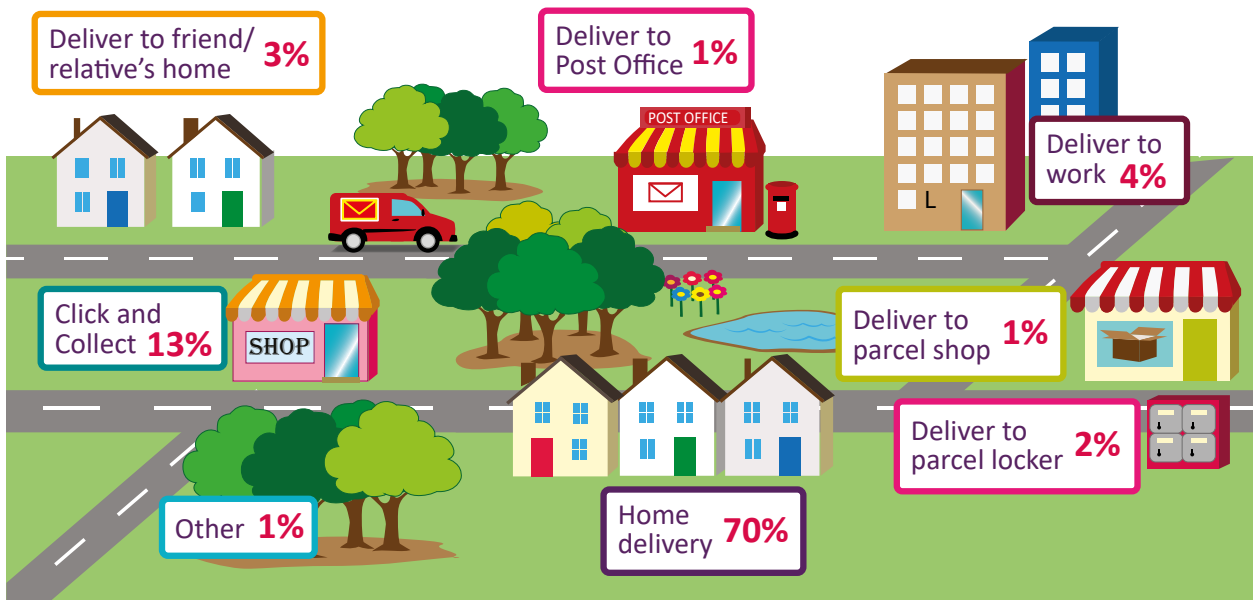 Deliver to friend/
relative's home 3%
Deliver to
Post Office 1%
POST OFFICE
Deliver to
work 4%
L
Click and
Collect 13%
SHOP
Deliver to
parcel shop 1%
Deliver to
parcel locker 2%
Other 1%
Home
delivery 70%